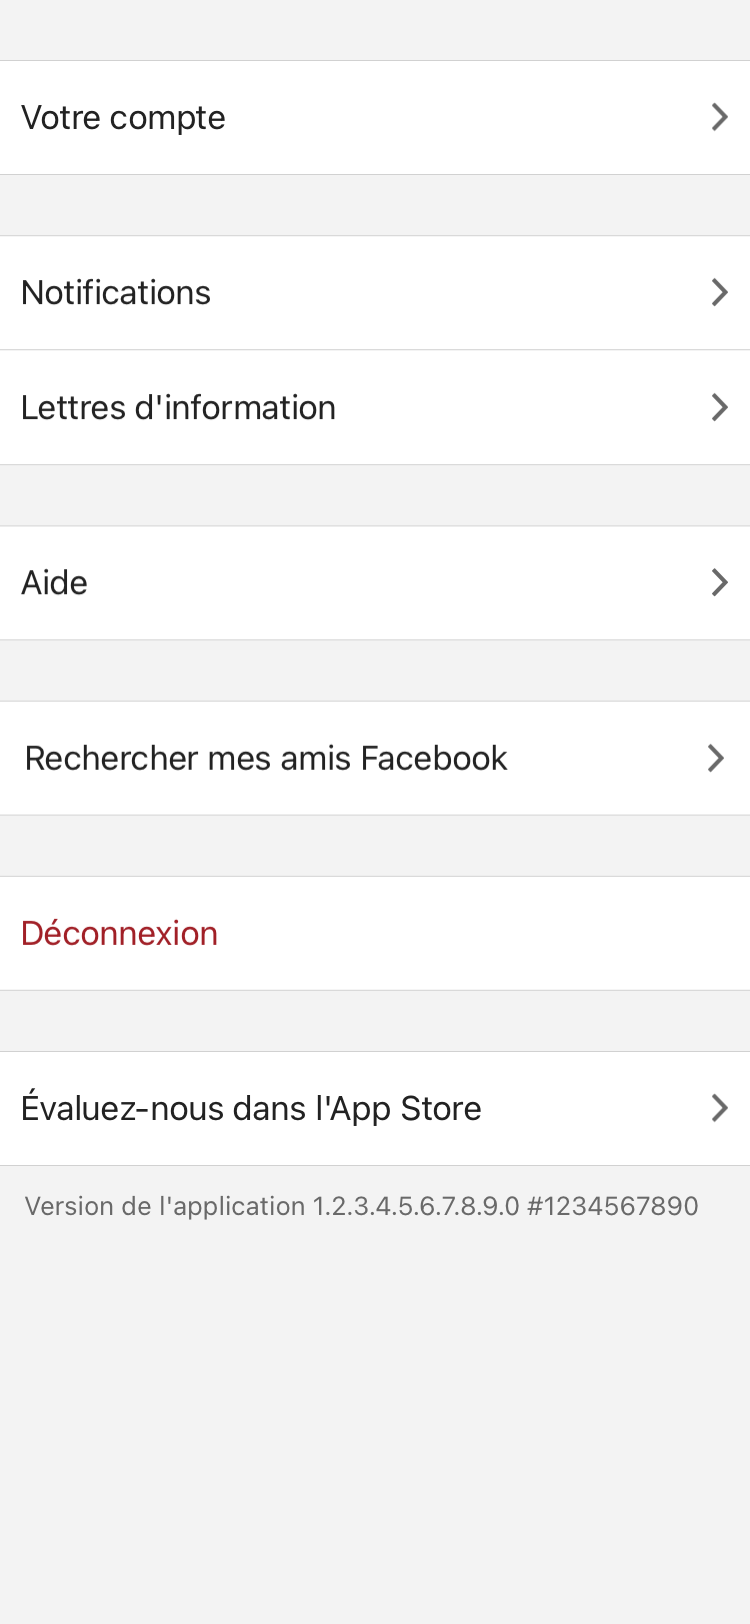 Votre compte
Notifications
Lettres d'information
Aide
Rechercher mes amis Facebook
Déconnexion
Évaluez-nous dans l'App Store
Version de l'application 1.2.3.4.5.6.7.8.9.0 #1234567890